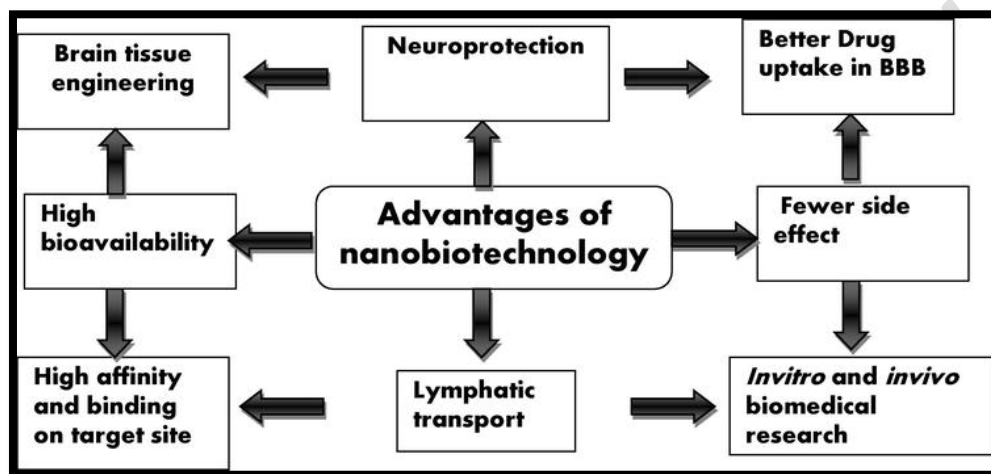 Brain tissue
engineering
Neuroprotection
Better Drug
uptake in BBB
High
bioavailability
Advantages of
nanobiotechnology
Fewer side
effect
High affinity
and binding
on target site
Lymphatic
transport
Invitro and invivo
biomedical
research